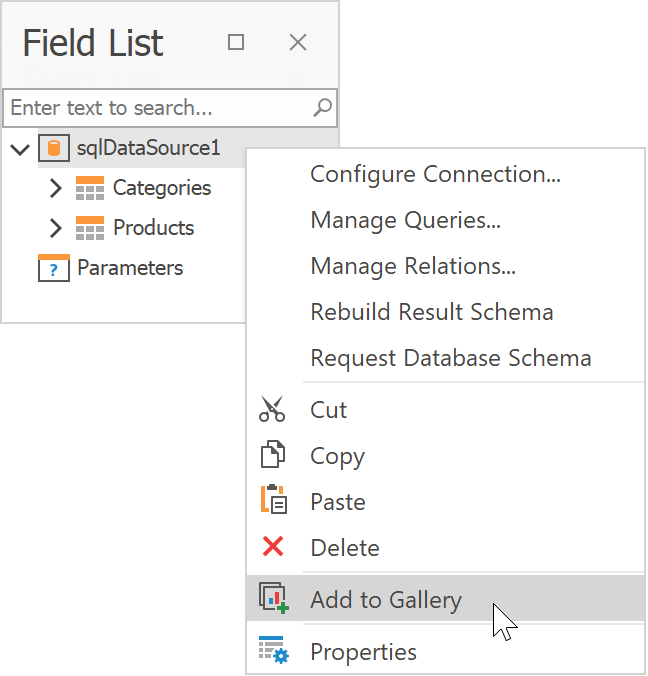 Field List
Enter text to search...
sqlDataSource1
Categories
Products
Parameters
?
Configure Connection...
Manage Queries...
Manage Relations...
Rebuild Result Schema
Request Database Schema
Cut
Copy
Paste
Delete
Add to Gallery
Properties